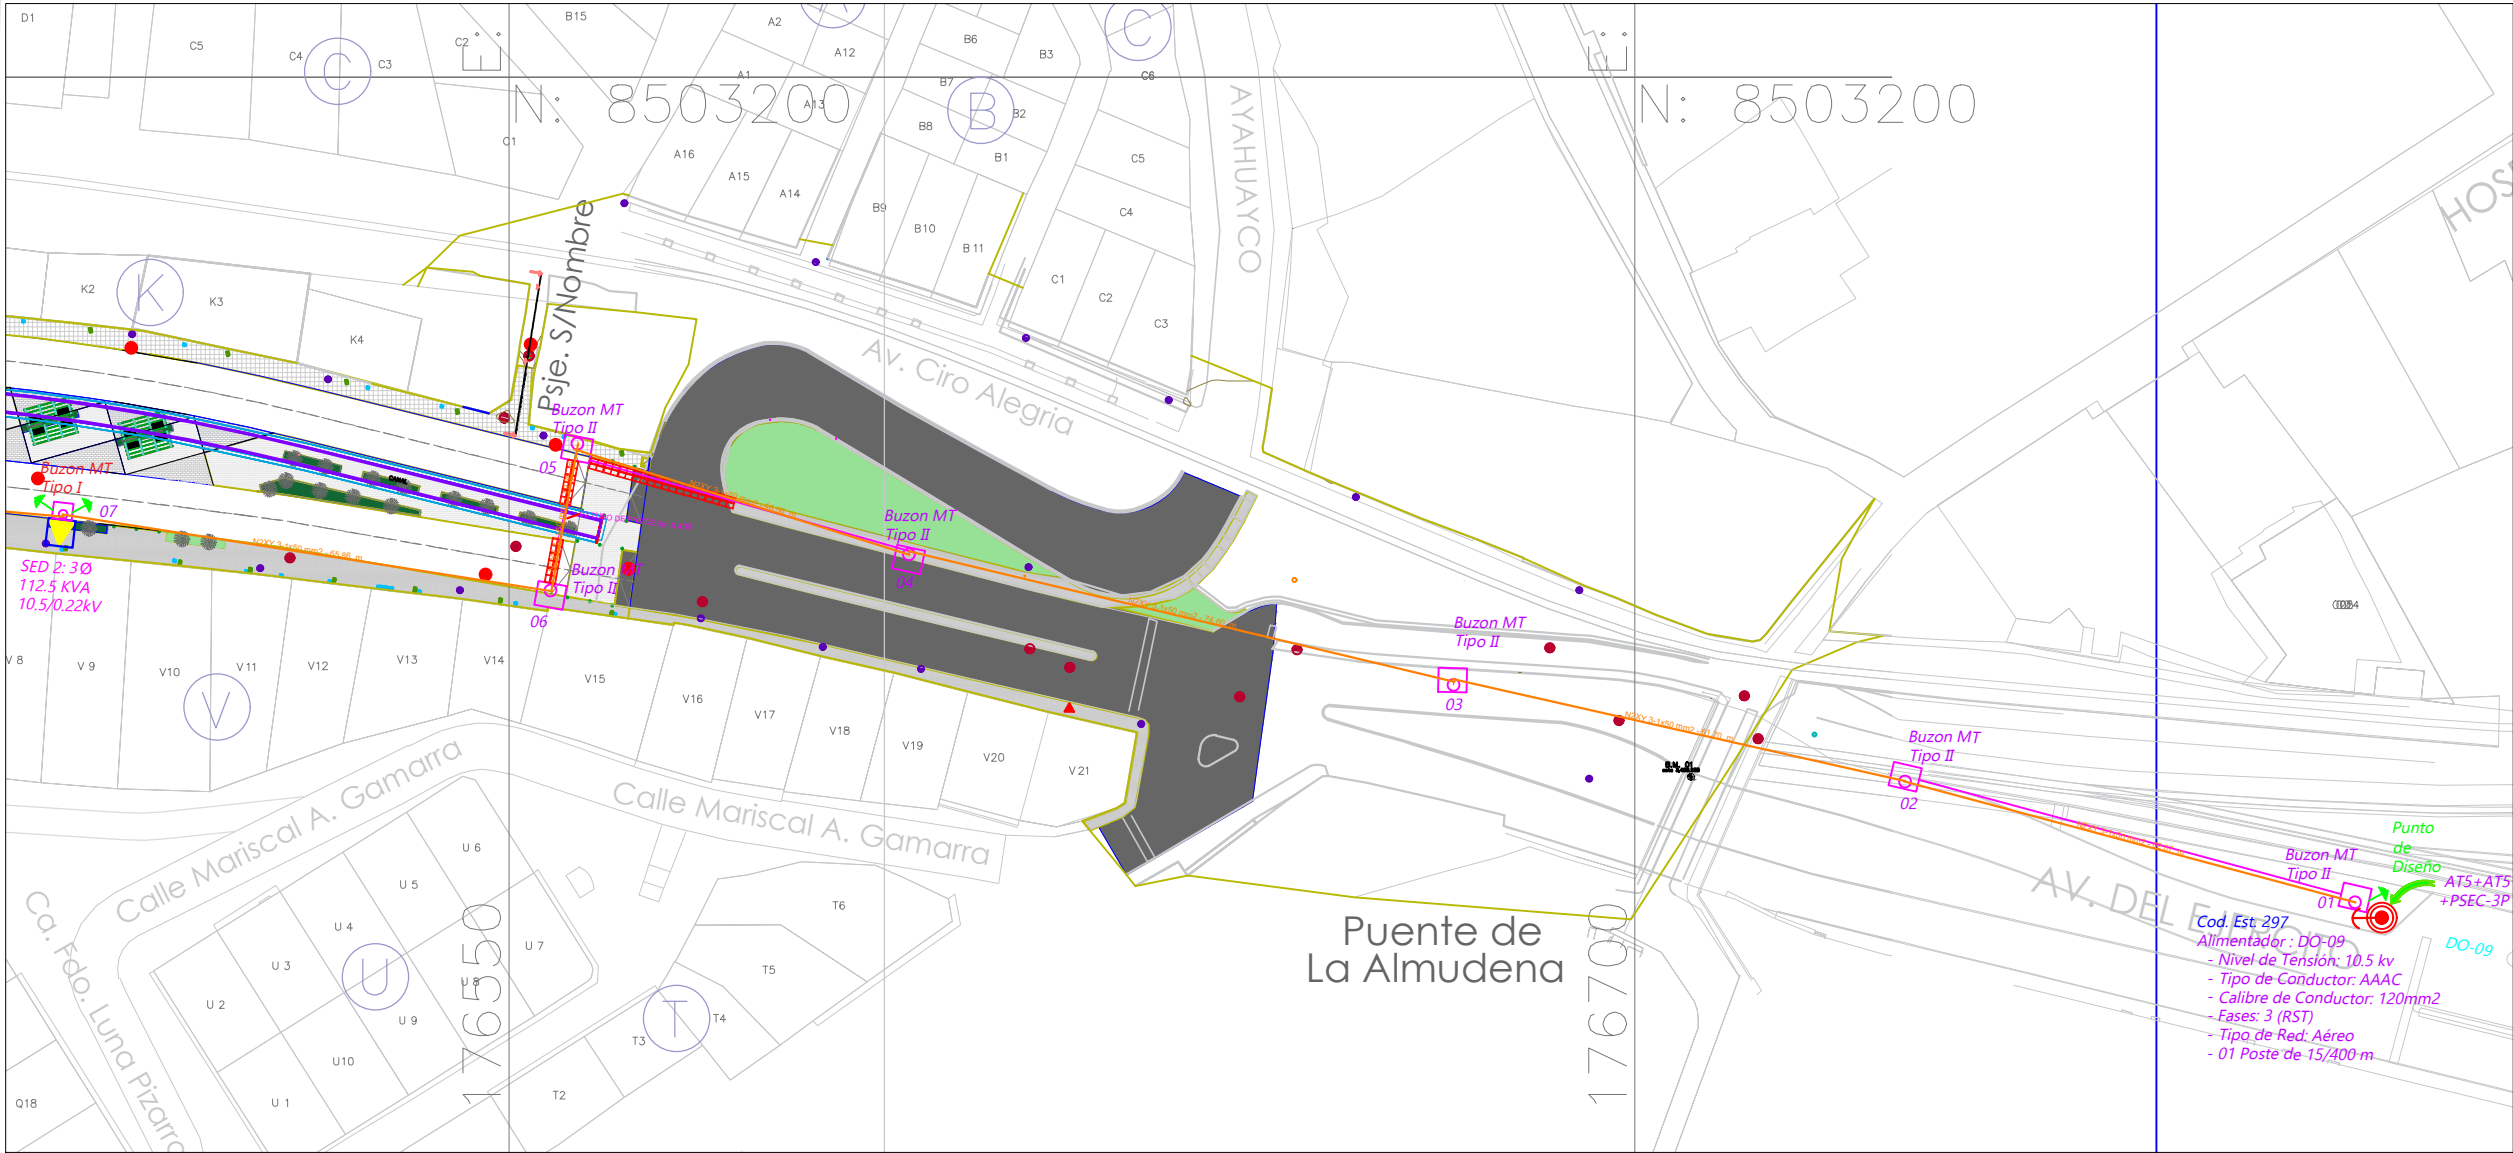 D1
C5
C4
C
C3
C2
E:
B15
A2
A12
A1
A13
B6
B3
B7
B
B2
B8
B1
C
C6
E:
N: 8503200
N: 8503200
C1
A16
A15
A14
B9
B10
B 11
C5
C4
C1
C2
C3
AYAHUAYCO
K2
K
K3
K4
Psje. S/Nombre
Av. Ciro Alegria
Buzon MT
Tipo II
05
Buzon MT
Tipo I
07
CANAL
SED 2: 3Ø
112.5 KVA
10.5/0.22kV
Buzon MT
Tipo II
06
Buzon MT
Tipo II
04
Buzon MT
Tipo II
03
B.M. 01
Buzon MT
Tipo II
02
Buzon MT
Tipo II
01
Punto
de
Diseño
AT5+AT5
+PSEC-3P
DO-09
AV. DEL EJERCITO
Cod. Est. 297
Alimentador : DO-09
- Nivel de Tensión: 10.5 kv
- Tipo de Conductor: AAAC
- Calibre de Conductor: 120mm2
- Fases: 3 (RST)
- Tipo de Red: Aéreo
- 01 Poste de 15/400 m
V 8
V 9
V10
V
V11
V12
V13
V14
V15
V16
V17
V18
V19
V20
V 21
Calle Mariscal A. Gamarra
Calle Mariscal A. Gamarra
Ca. Fdo. Luna Pizarro
U 6
U 5
U 4
U 3
U 2
U
U 7
U 8
U 9
U10
U 1
Q18
T6
T5
T4
T
T3
T2
176550
176700
Puente de
La Almudena